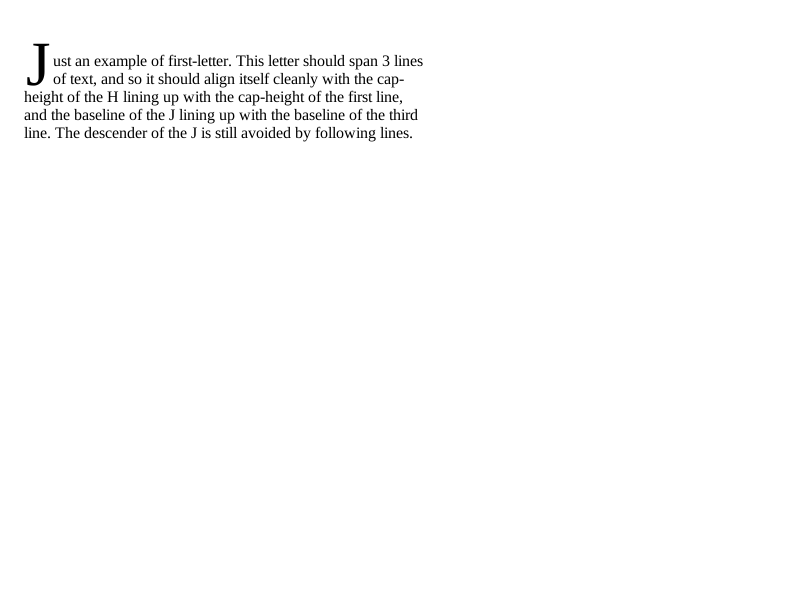 Just an example of first-letter. This letter should span 3 lines
of text, and so it should align itself cleanly with the cap-
height of the H lining up with the cap-height of the first line,
and the baseline of the J lining up with the baseline of the third
line. The descender of the J is still avoided by following lines.